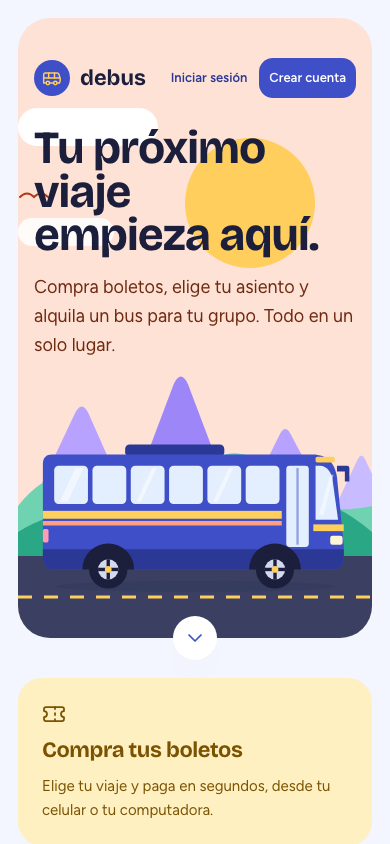 debus
Iniciar sesión
Crear cuenta
Tu próximo
viaje
empieza aquí.
Compra boletos, elige tu asiento y
alquila un bus para tu grupo. Todo en un
solo lugar.
Compra tus boletos
Elige tu viaje y paga en segundos, desde tu
celular o tu computadora.